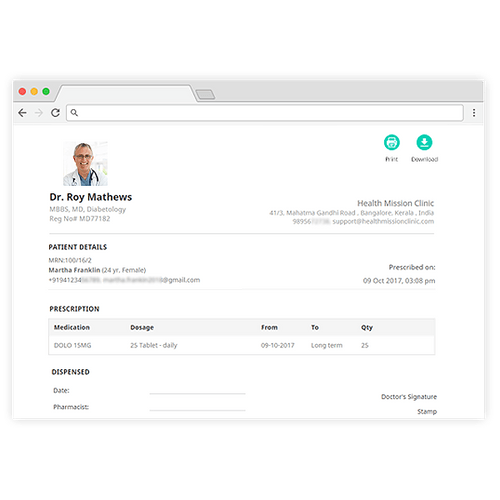 Print
Download
Dr. Roy Mathews
MBBS, MD, Diabetology
Reg No# MD77182
Health Mission Clinic
41/3, Mahatma Gandhi Road , Bangalore, Kerala , India
98956 support@healthmissionclinic.com
PATIENT DETAILS
MRN:100/16/2
Martha Franklin (24 yr, Female)
+91941234 @gmail.com
Prescribed on:
09 Oct 2017, 03:08 pm
PRESCRIPTION
Medication Dosage From To Qty
DOLO 15MG 25 Tablet - daily 09-10-2017 Long term 25
DISPENSED
Date:
Pharmacist:
Doctor's Signature
Stamp